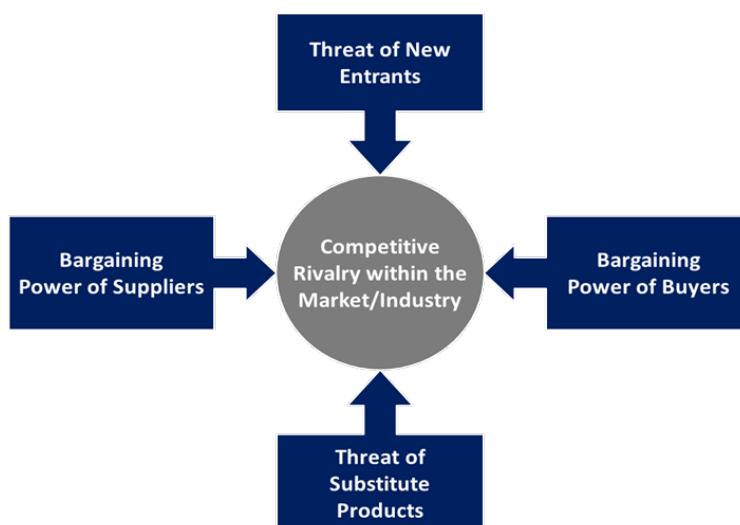 Threat of New
Entrants
Bargaining
Power of Suppliers
Competitive
Rivalry within the
Market/Industry
Bargaining
Power of Buyers
Threat of
Substitute
Products